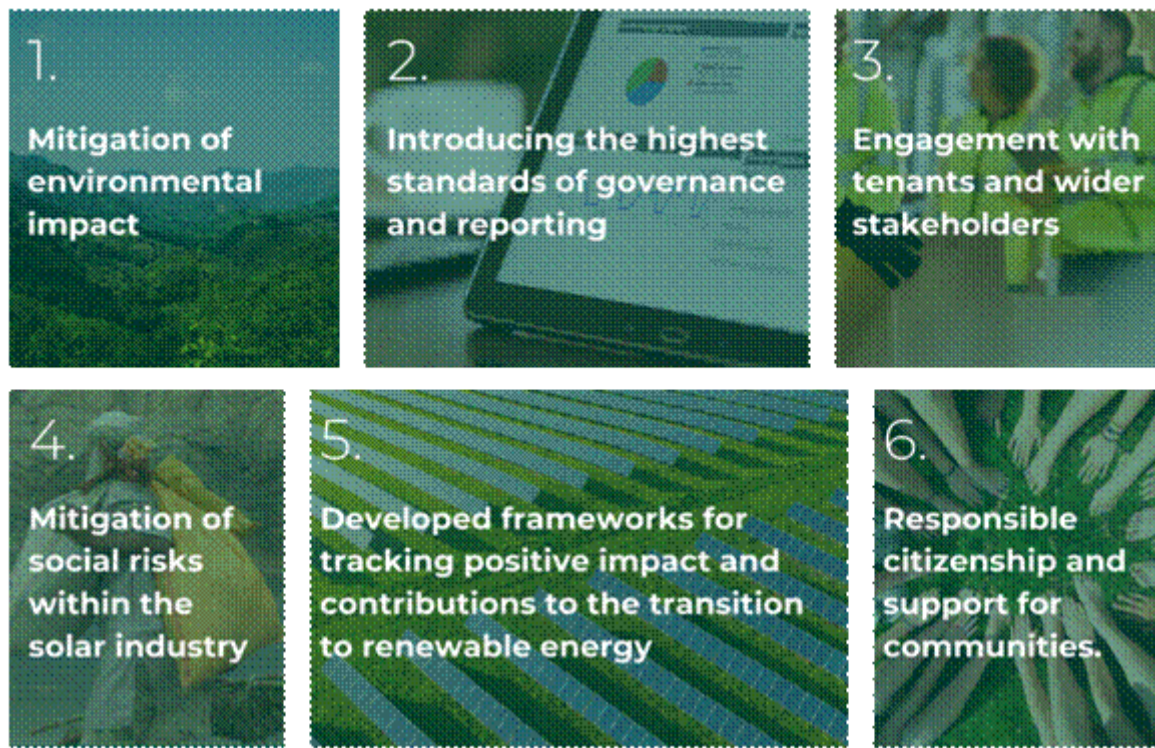 1.
Mitigation of
environmental
impact
2.
Introducing the highest
standards of governance
and reporting
3.
Engagement with
tenants and wider
stakeholders
4.
Mitigation of
social risks
within the
solar industry
5.
Developed frameworks for
tracking positive impact and
contributions to the transition
to renewable energy
6.
Responsible
citizenship and
support for
communities.